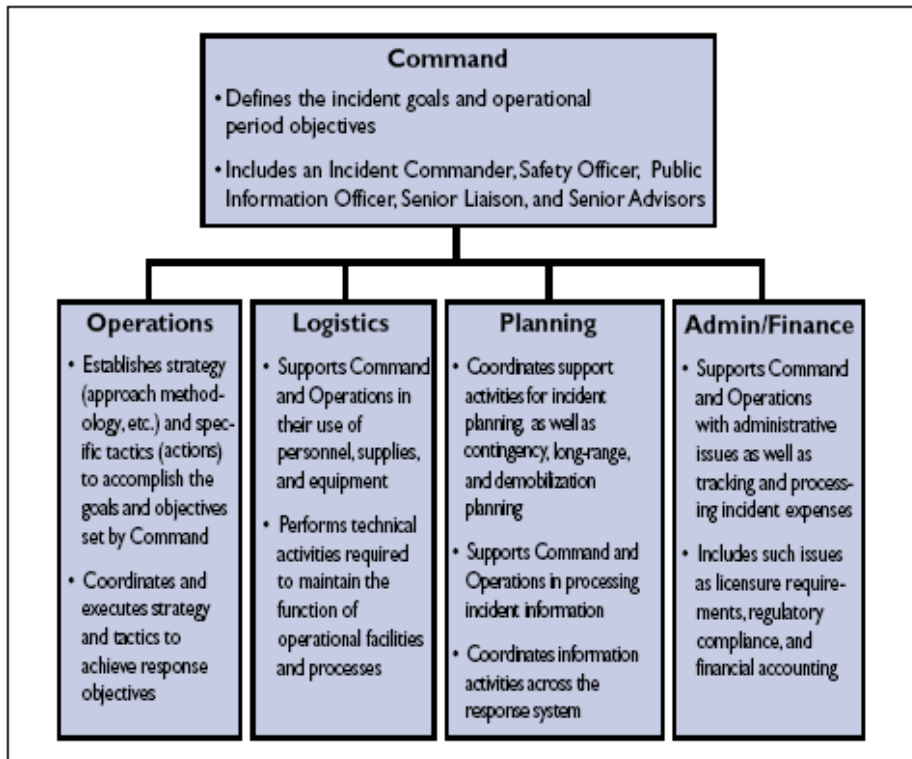 Command
• Defines the incident goals and operational
period objectives
• Includes an Incident Commander, Safety Officer, Public
Information Officer, Senior Liaison, and Senior Advisors
Operations
• Establishes strategy
(approach method-
ology, etc.) and spec-
ific tactics (actions)
to accomplish the
goals and objectives
set by Command
• Coordinates and
executes strategy
and tactics to
achieve response
objectives
Logistics
• Supports Command
and Operations in
their use of
personnel, supplies,
and equipment
• Performs technical
activities required
to maintain the
function of
operational facilities
and processes
Planning
• Coordinates support
activities for incident
planning, as well as
contingency, long-range,
and demobilization
planning
• Supports Command and
Operations in processing
incident information
• Coordinates information
activities across the
response system
Admin/Finance
• Supports Command
and Operations
with administrative
issues as well as
tracking and process-
ing incident expenses
• Includes such issues
as licensure require-
ments, regulatory
compliance, and
financial accounting